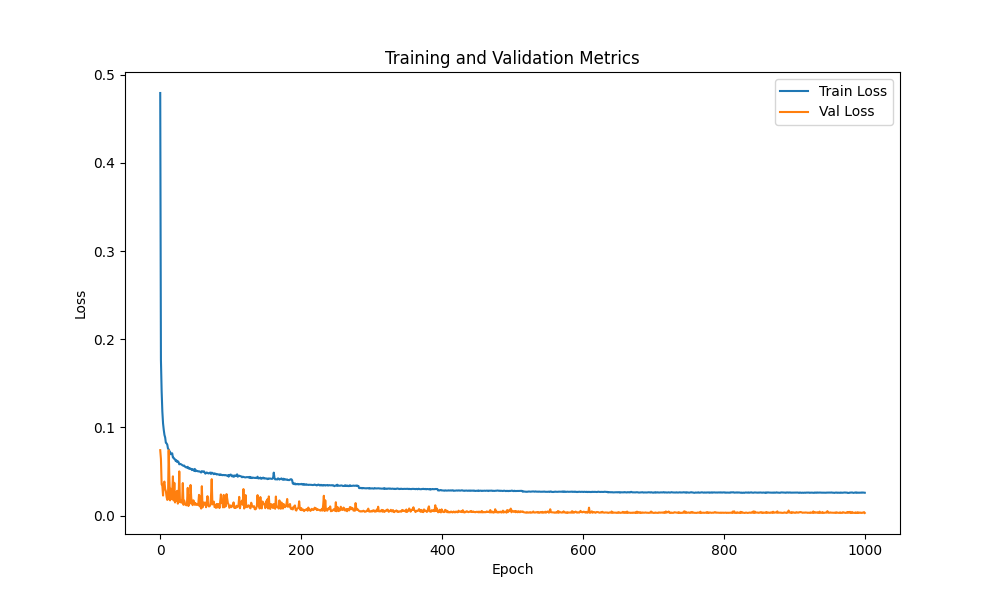 Training and Validation Metrics
Train Loss
Val Loss
0.5
0.4
0.3
0.2
0.1
0.0
Loss
0 200 400 600 800 1000
Epoch